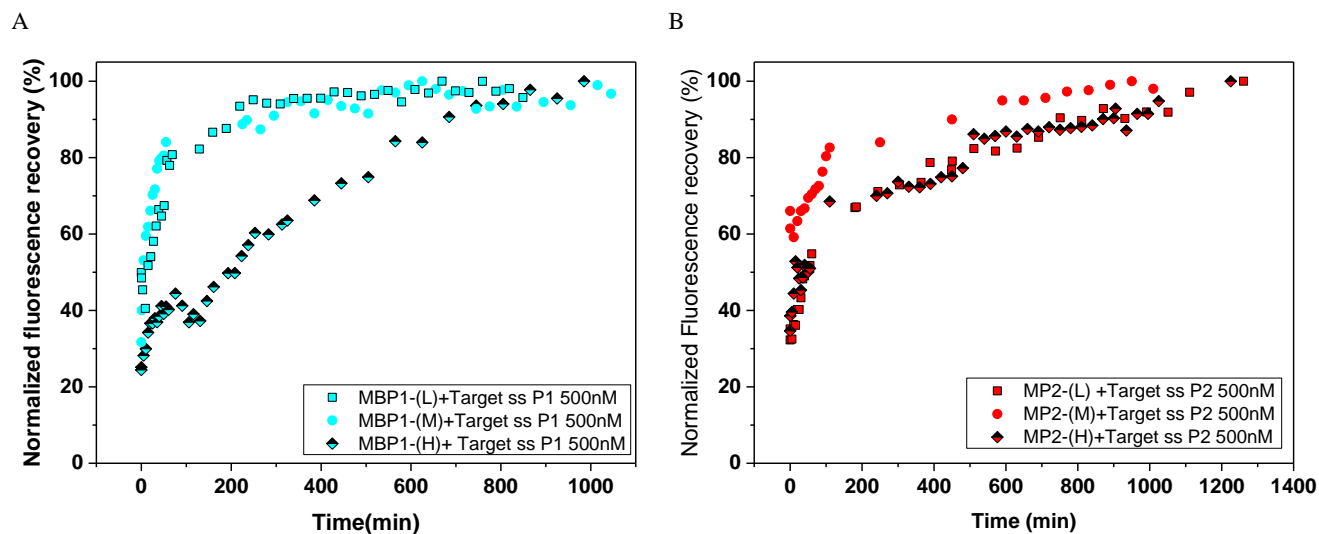 A
B
Normalized fluorescence recovery (%)
100
80
60
40
20
0
MBP1-(L)+Target ss P1 500nM
MBP1-(M)+Target ss P1 500nM
MBP1-(H)+ Target ss P1 500nM
0 200 400 600 800 1000
Time(min)
Normalized Fluorescence recovery (%)
100
80
60
40
20
0
MP2-(L) +Target ss P2 500nM
MP2-(M)+Target ss P2 500nM
MP2-(H)+Target ss P2 500nM
0 200 400 600 800 1000 1200 1400
Time (min)